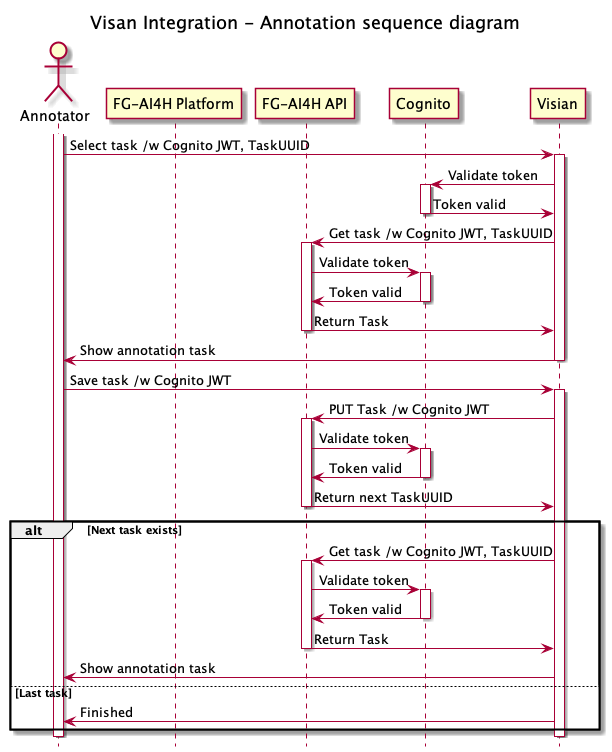 Visan Integration - Annotation sequence diagram
Annotator
FG-AI4H Platform
FG-AI4H API
Cognito
Visian
Select task /w Cognito JWT, TaskUUID
Validate token
Token valid
Get task /w Cognito JWT, TaskUUID
Validate token
Token valid
Return Task
Show annotation task
Save task /w Cognito JWT
PUT Task /w Cognito JWT
Validate token
Token valid
Return next TaskUUID
alt
[Next task exists]
Get task /w Cognito JWT, TaskUUID
Validate token
Token valid
Return Task
Show annotation task
[Last task]
Finished